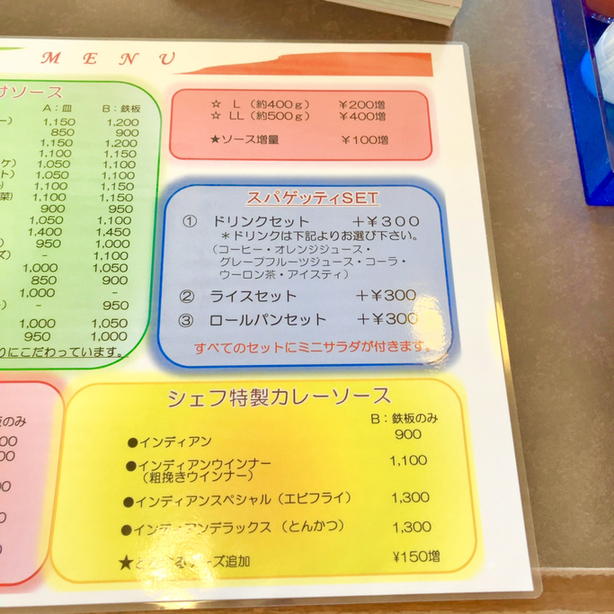 MENU
ソース
A：皿 B：鉄板
1,150 1,200
850 900
1,150 1,200
1,100 1,150
1,050 1,100
1,050 1,100
1,100 1,150
1,100 1,150
900 950
1,050 1,100
1,400 1,450
950 1,000
- 1,100
1,000 1,050
850 900
1,000 -
- 950
1,000 1,050
950 1,000
りにこだわっています。
☆ L（約400g） ¥200増
☆ LL（約500g） ¥400増
★ソース増量 ¥100増
スパゲッティSET
① ドリンクセット ＋¥300
＊ドリンクは下記よりお選び下さい。
（コーヒー・オレンジジュース・
グレープフルーツジュース・コーラ・
ウーロン茶・アイスティ）
② ライスセット ＋¥300
③ ロールパンセット ＋¥300
すべてのセットにミニサラダが付きます。
のみ
シェフ特製カレーソース
B：鉄板のみ
●インディアン 900
●インディアンウインナー 1,100
（粗挽きウインナー）
●インディアンスペシャル（エビフライ） 1,300
●インディアンデラックス（とんかつ） 1,300
★ ーズ追加 ¥150増